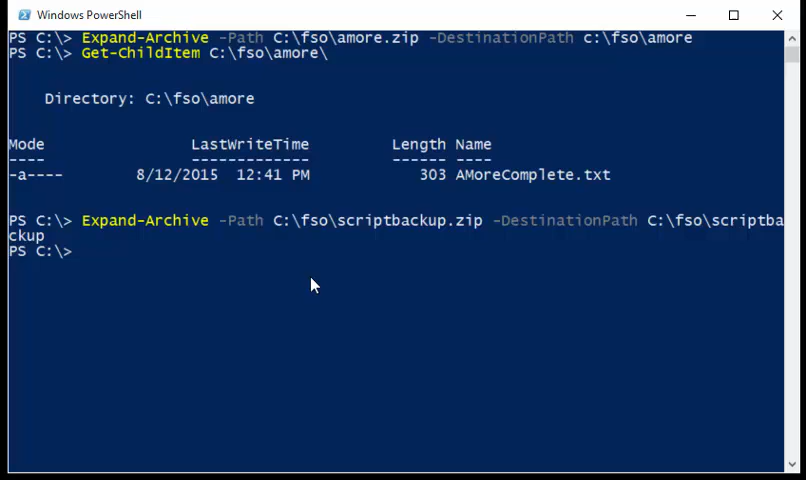 Windows PowerShell
PS C:\> Expand-Archive -Path C:\fso\amore.zip -DestinationPath c:\fso\amore
PS C:\> Get-ChildItem C:\fso\amore\
Directory: C:\fso\amore
Mode LastWriteTime Length Name
---- ------------- ------ ----
-a---- 8/12/2015 12:41 PM 303 AMoreComplete.txt
PS C:\> Expand-Archive -Path C:\fso\scriptbackup.zip -DestinationPath C:\fso\scriptba
ckup
PS C:\>